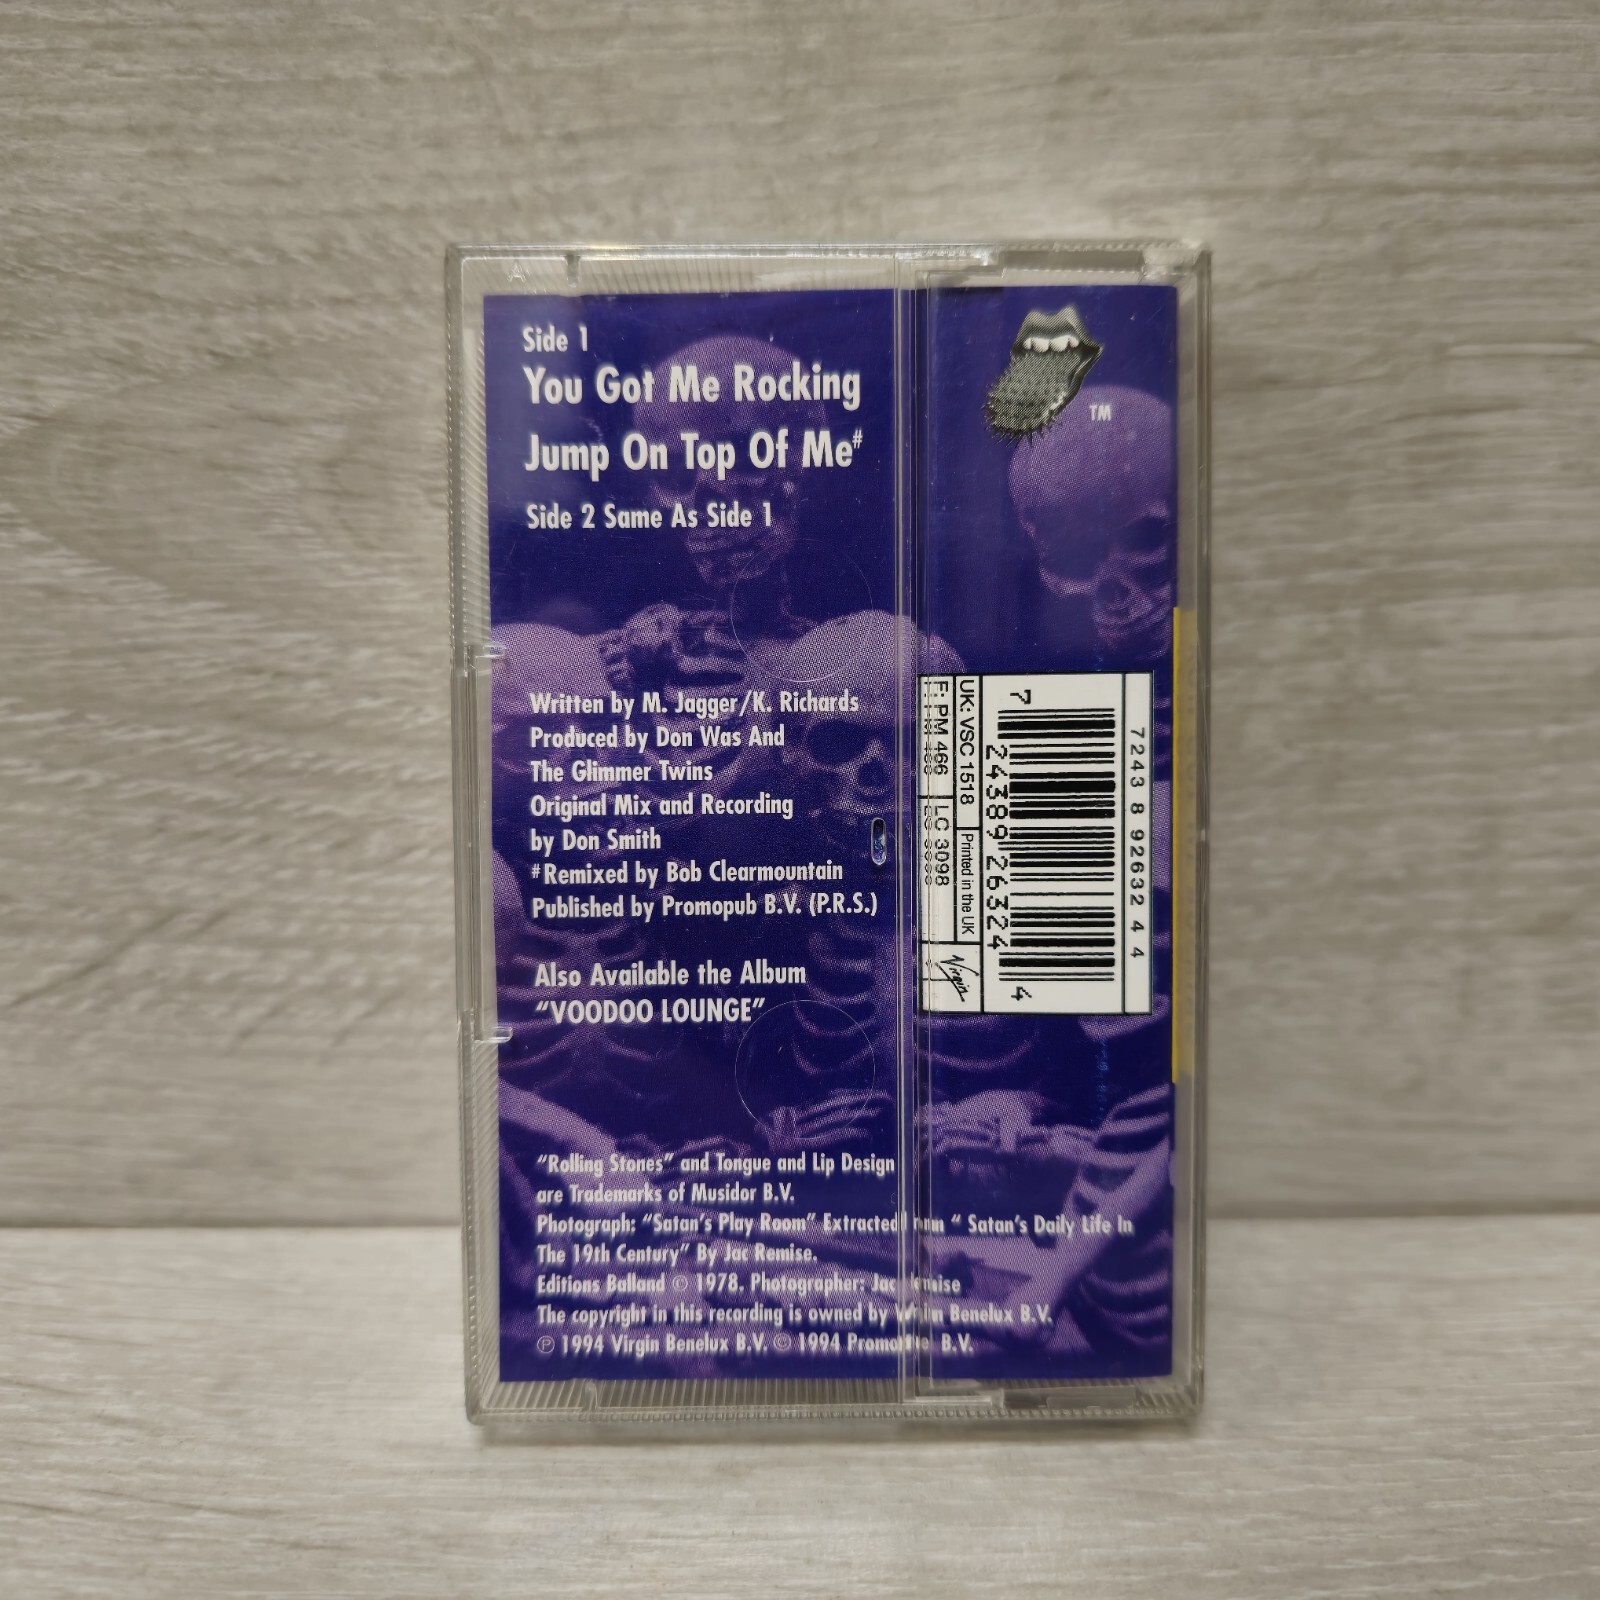 Side 1
You Got Me Rocking
Jump On Top Of Me#
Side 2 Same As Side 1
TM
Written by M. Jagger/K. Richards
Produced by Don Was And
The Glimmer Twins
Original Mix and Recording
by Don Smith
#Remixed by Bob Clearmountain
Published by Promopub B.V. (P.R.S.)
Also Available the Album
"VOODOO LOUNGE"
7243 8 92632 4 4
7 24389 26324 4
UK: VSC 1518
Printed in the UK
F: PM 466
LC 3098
Virgin
"Rolling Stones" and Tongue and Lip Design
are Trademarks of Musidor B.V.
Photograph: "Satan's Play Room" Extracted from " Satan's Daily Life In
The 19th Century" By Jac Remise.
Editions Balland © 1978. Photographer: Jac Remise
The copyright in this recording is owned by Virgin Benelux B.V.
℗ 1994 Virgin Benelux B.V. © 1994 B.V.